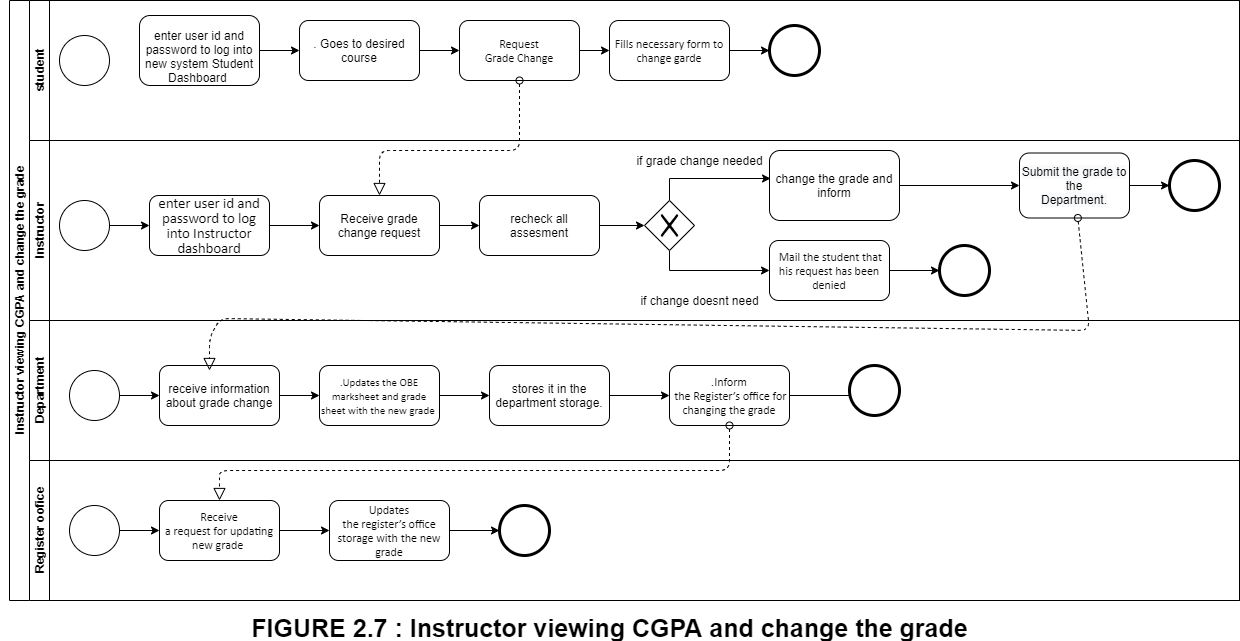 Instructor viewing CGPA and change the grade
student
enter user id and
password to log into
new system Student
Dashboard
. Goes to desired
course
Request
Grade Change
Fills necessary form to
change garde
Instructor
enter user id and
password to log
into Instructor
dashboard
Receive grade
change request
recheck all
assesment
if grade change needed
change the grade and
inform
Submit the grade to
the
Department.
if change doesnt need
Mail the student that
his request has been
denied
Department
receive information
about grade change
.Updates the OBE
marksheet and grade
sheet with the new grade
stores it in the
department storage.
.Inform
the Register's office for
changing the grade
Register oofice
Receive
a request for updating
new grade
Updates
the register's office
storage with the new
grade
FIGURE 2.7 : Instructor viewing CGPA and change the grade